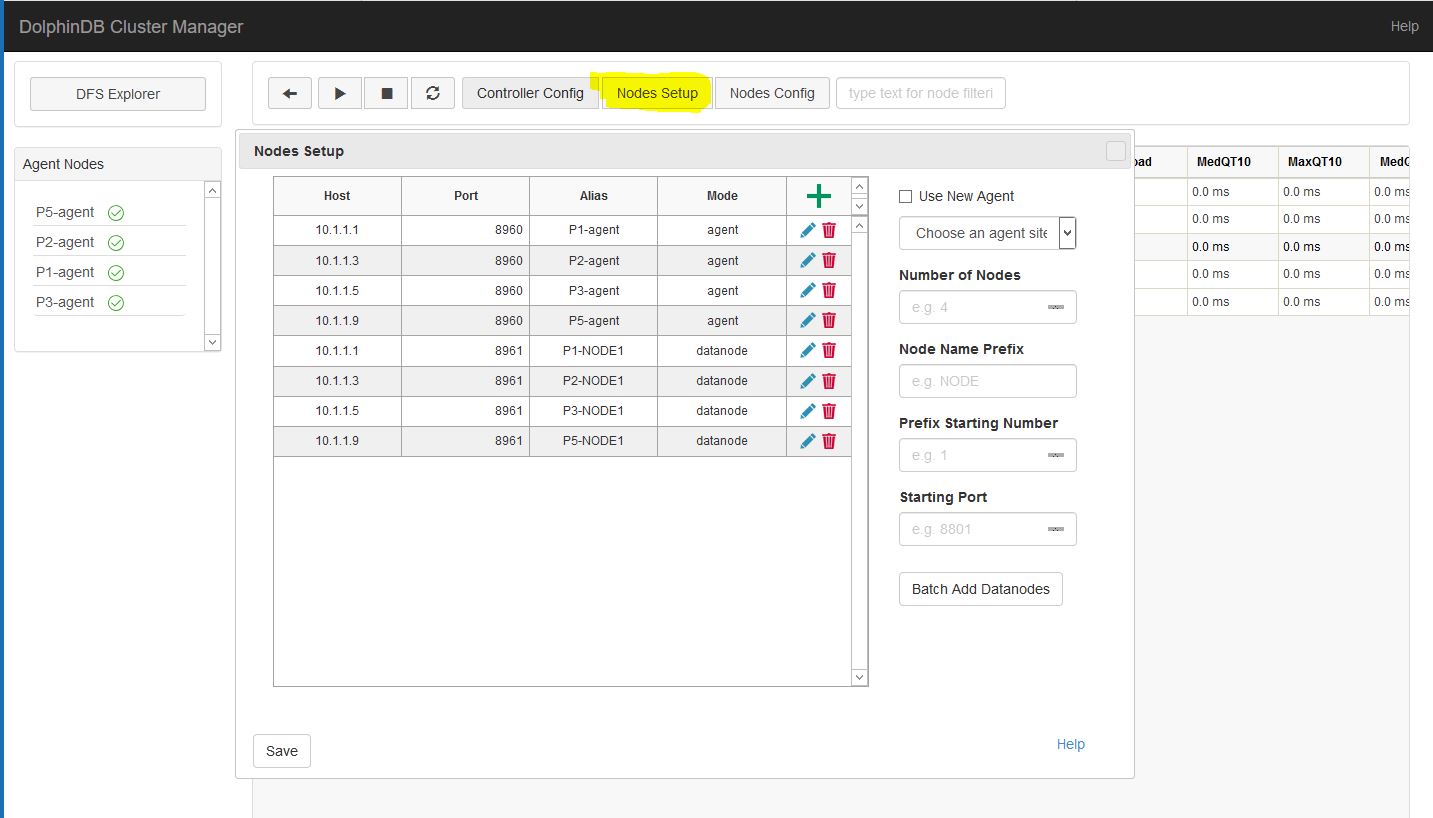 DolphinDB Cluster Manager Help
DFS Explorer
Controller Config Nodes Setup Nodes Config type text for node filteri
Agent Nodes
P5-agent
P2-agent
P1-agent
P3-agent
Nodes Setup
Host Port Alias Mode
10.1.1.1 8960 P1-agent agent
10.1.1.3 8960 P2-agent agent
10.1.1.5 8960 P3-agent agent
10.1.1.9 8960 P5-agent agent
10.1.1.1 8961 P1-NODE1 datanode
10.1.1.3 8961 P2-NODE1 datanode
10.1.1.5 8961 P3-NODE1 datanode
10.1.1.9 8961 P5-NODE1 datanode
Use New Agent
Choose an agent site
Number of Nodes
e.g. 4
Node Name Prefix
e.g. NODE
Prefix Starting Number
e.g. 1
Starting Port
e.g. 8801
Batch Add Datanodes
Save
Help
oad MedQT10 MaxQT10 MedQ
0.0 ms 0.0 ms 0.0 ms
0.0 ms 0.0 ms 0.0 ms
0.0 ms 0.0 ms 0.0 ms
0.0 ms 0.0 ms 0.0 ms
0.0 ms 0.0 ms 0.0 ms